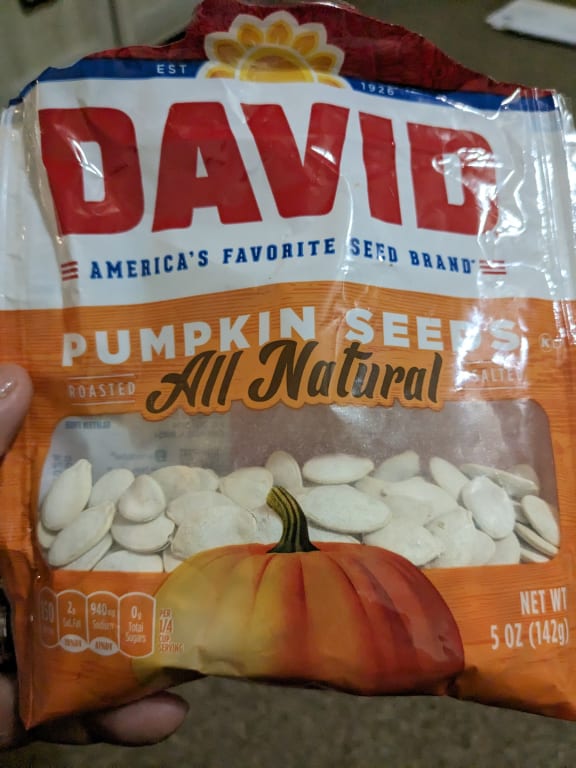 EST 1926
DAVID
AMERICA'S FAVORITE SEED BRAND
PUMPKIN SEEDS
ROASTED All Natural SALTED
2g Sat Fat
940mg Sodium
0g Total Sugars
PER 1/4 CUP SERVING
NET WT
5 OZ (142g)